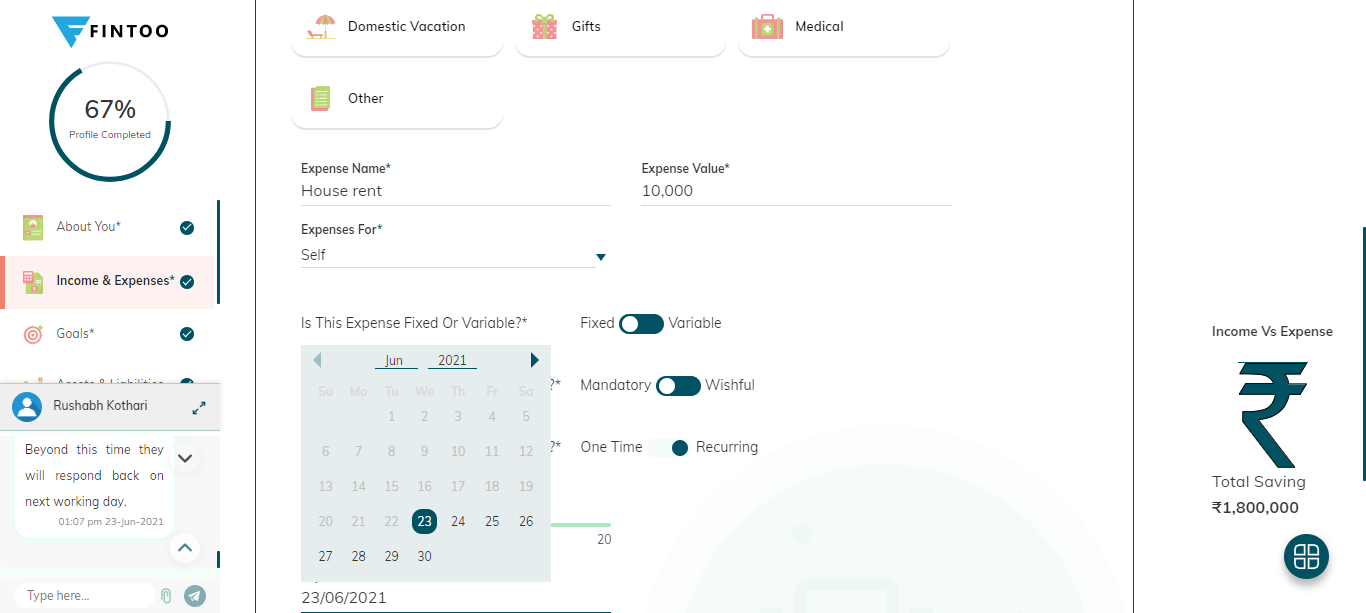 FINTOO
67%
Profile Completed
About You*
Income & Expenses*
Goals*
Assets & Liabilities
Rushabh Kothari
Beyond this time they
will respond back on
next working day.
01:07 pm 23-Jun-2021
Type here...
Domestic Vacation
Gifts
Medical
Other
Expense Name*
House rent
Expense Value*
10,000
Expenses For*
Self
Is This Expense Fixed Or Variable?*
Fixed Variable
Jun 2021
Su Mo Tu We Th Fr Sa
1 2 3 4 5
6 7 8 9 10 11 12
13 14 15 16 17 18 19
20 21 22 23 24 25 26
27 28 29 30
?* Mandatory Wishful
?* One Time Recurring
20
23/06/2021
Income Vs Expense
₹
Total Saving
₹1,800,000